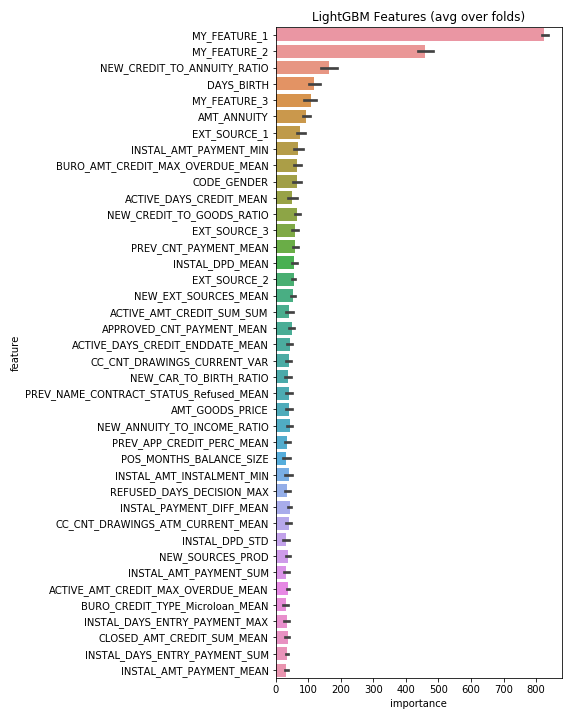 LightGBM Features (avg over folds)
MY_FEATURE_1
MY_FEATURE_2
NEW_CREDIT_TO_ANNUITY_RATIO
DAYS_BIRTH
MY_FEATURE_3
AMT_ANNUITY
EXT_SOURCE_1
INSTAL_AMT_PAYMENT_MIN
BURO_AMT_CREDIT_MAX_OVERDUE_MEAN
CODE_GENDER
ACTIVE_DAYS_CREDIT_MEAN
NEW_CREDIT_TO_GOODS_RATIO
EXT_SOURCE_3
PREV_CNT_PAYMENT_MEAN
INSTAL_DPD_MEAN
EXT_SOURCE_2
NEW_EXT_SOURCES_MEAN
ACTIVE_AMT_CREDIT_SUM_SUM
APPROVED_CNT_PAYMENT_MEAN
ACTIVE_DAYS_CREDIT_ENDDATE_MEAN
CC_CNT_DRAWINGS_CURRENT_VAR
NEW_CAR_TO_BIRTH_RATIO
PREV_NAME_CONTRACT_STATUS_Refused_MEAN
AMT_GOODS_PRICE
NEW_ANNUITY_TO_INCOME_RATIO
PREV_APP_CREDIT_PERC_MEAN
POS_MONTHS_BALANCE_SIZE
INSTAL_AMT_INSTALMENT_MIN
REFUSED_DAYS_DECISION_MAX
INSTAL_PAYMENT_DIFF_MEAN
CC_CNT_DRAWINGS_ATM_CURRENT_MEAN
INSTAL_DPD_STD
NEW_SOURCES_PROD
INSTAL_AMT_PAYMENT_SUM
ACTIVE_AMT_CREDIT_MAX_OVERDUE_MEAN
BURO_CREDIT_TYPE_Microloan_MEAN
INSTAL_DAYS_ENTRY_PAYMENT_MAX
CLOSED_AMT_CREDIT_SUM_MEAN
INSTAL_DAYS_ENTRY_PAYMENT_SUM
INSTAL_AMT_PAYMENT_MEAN
feature
0 100 200 300 400 500 600 700 800
importance